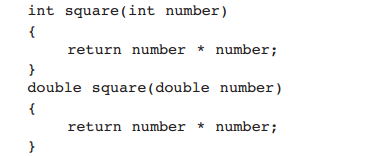 int square(int number)
{
    return number * number;
}
double square(double number)
{
    return number * number;
}